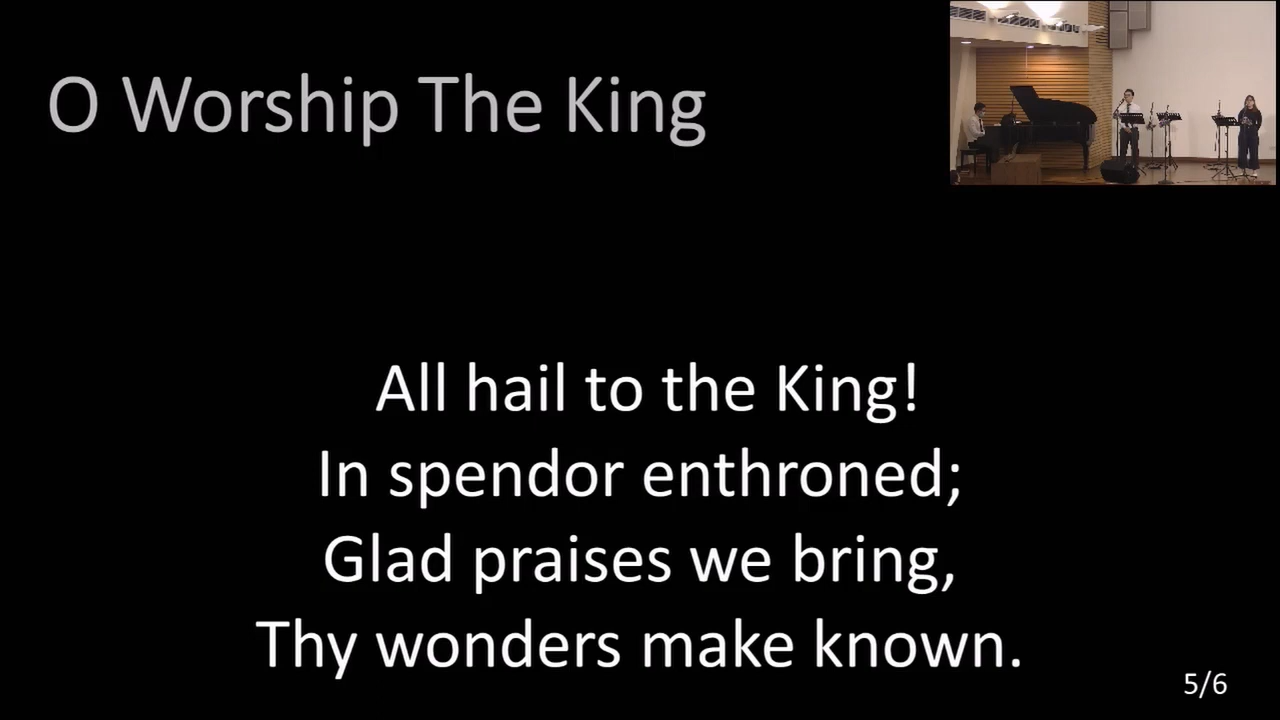 O Worship The King
All hail to the King!
In spendor enthroned;
Glad praises we bring,
Thy wonders make known.
5/6